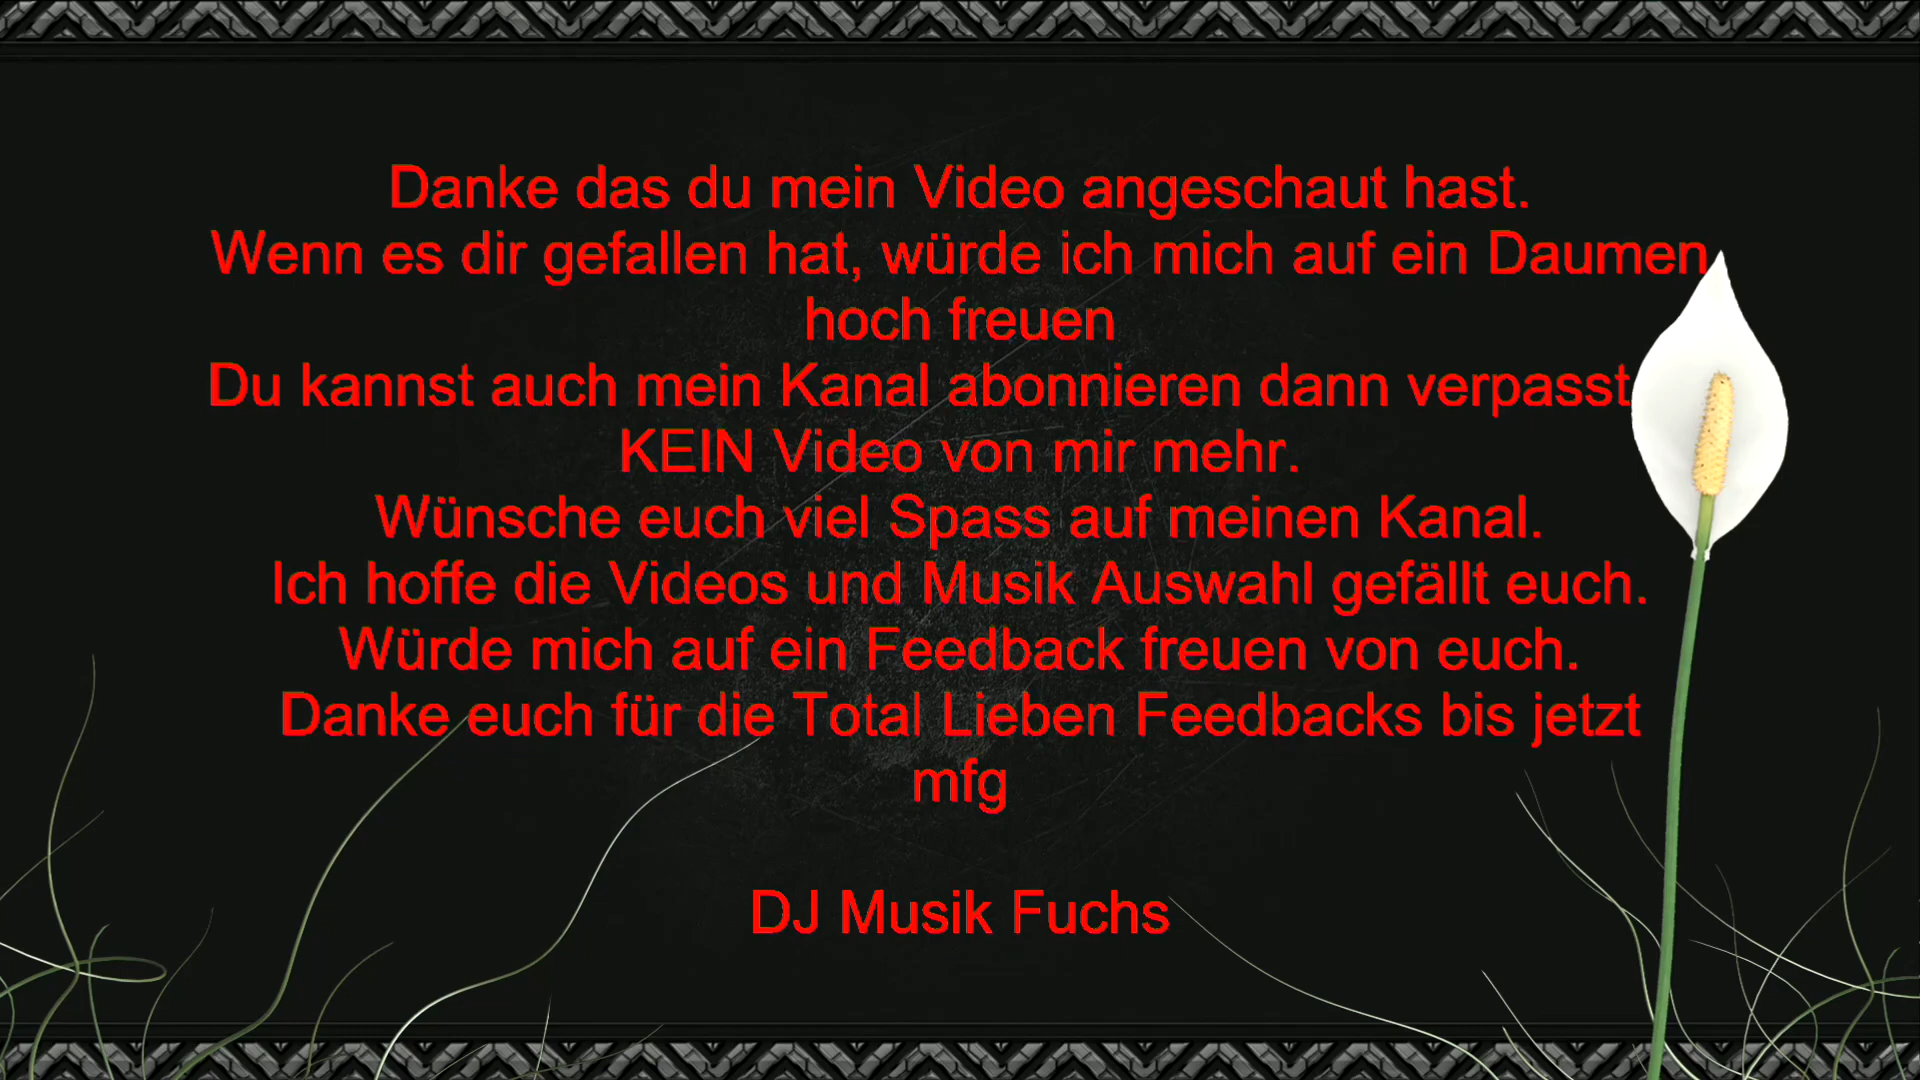 Danke das du mein Video angeschaut hast.
Wenn es dir gefallen hat, würde ich mich auf ein Daumen
hoch freuen
Du kannst auch mein Kanal abonnieren dann verpasst
KEIN Video von mir mehr.
Wünsche euch viel Spass auf meinen Kanal.
Ich hoffe die Videos und Musik Auswahl gefällt euch.
Würde mich auf ein Feedback freuen von euch.
Danke euch für die Total Lieben Feedbacks bis jetzt
mfg
DJ Musik Fuchs